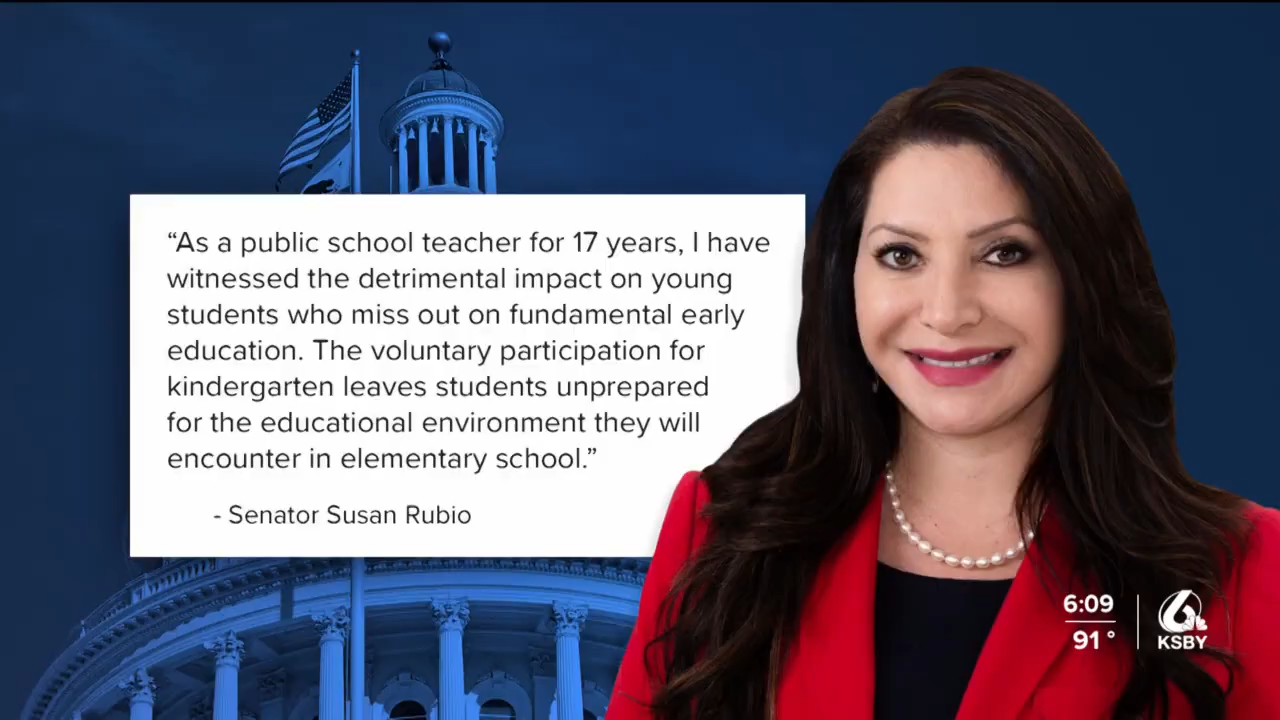 “As a public school teacher for 17 years, I have
witnessed the detrimental impact on young
students who miss out on fundamental early
education. The voluntary participation for
kindergarten leaves students unprepared
for the educational environment they will
encounter in elementary school.”
- Senator Susan Rubio
6:09
91°
6
KSBY